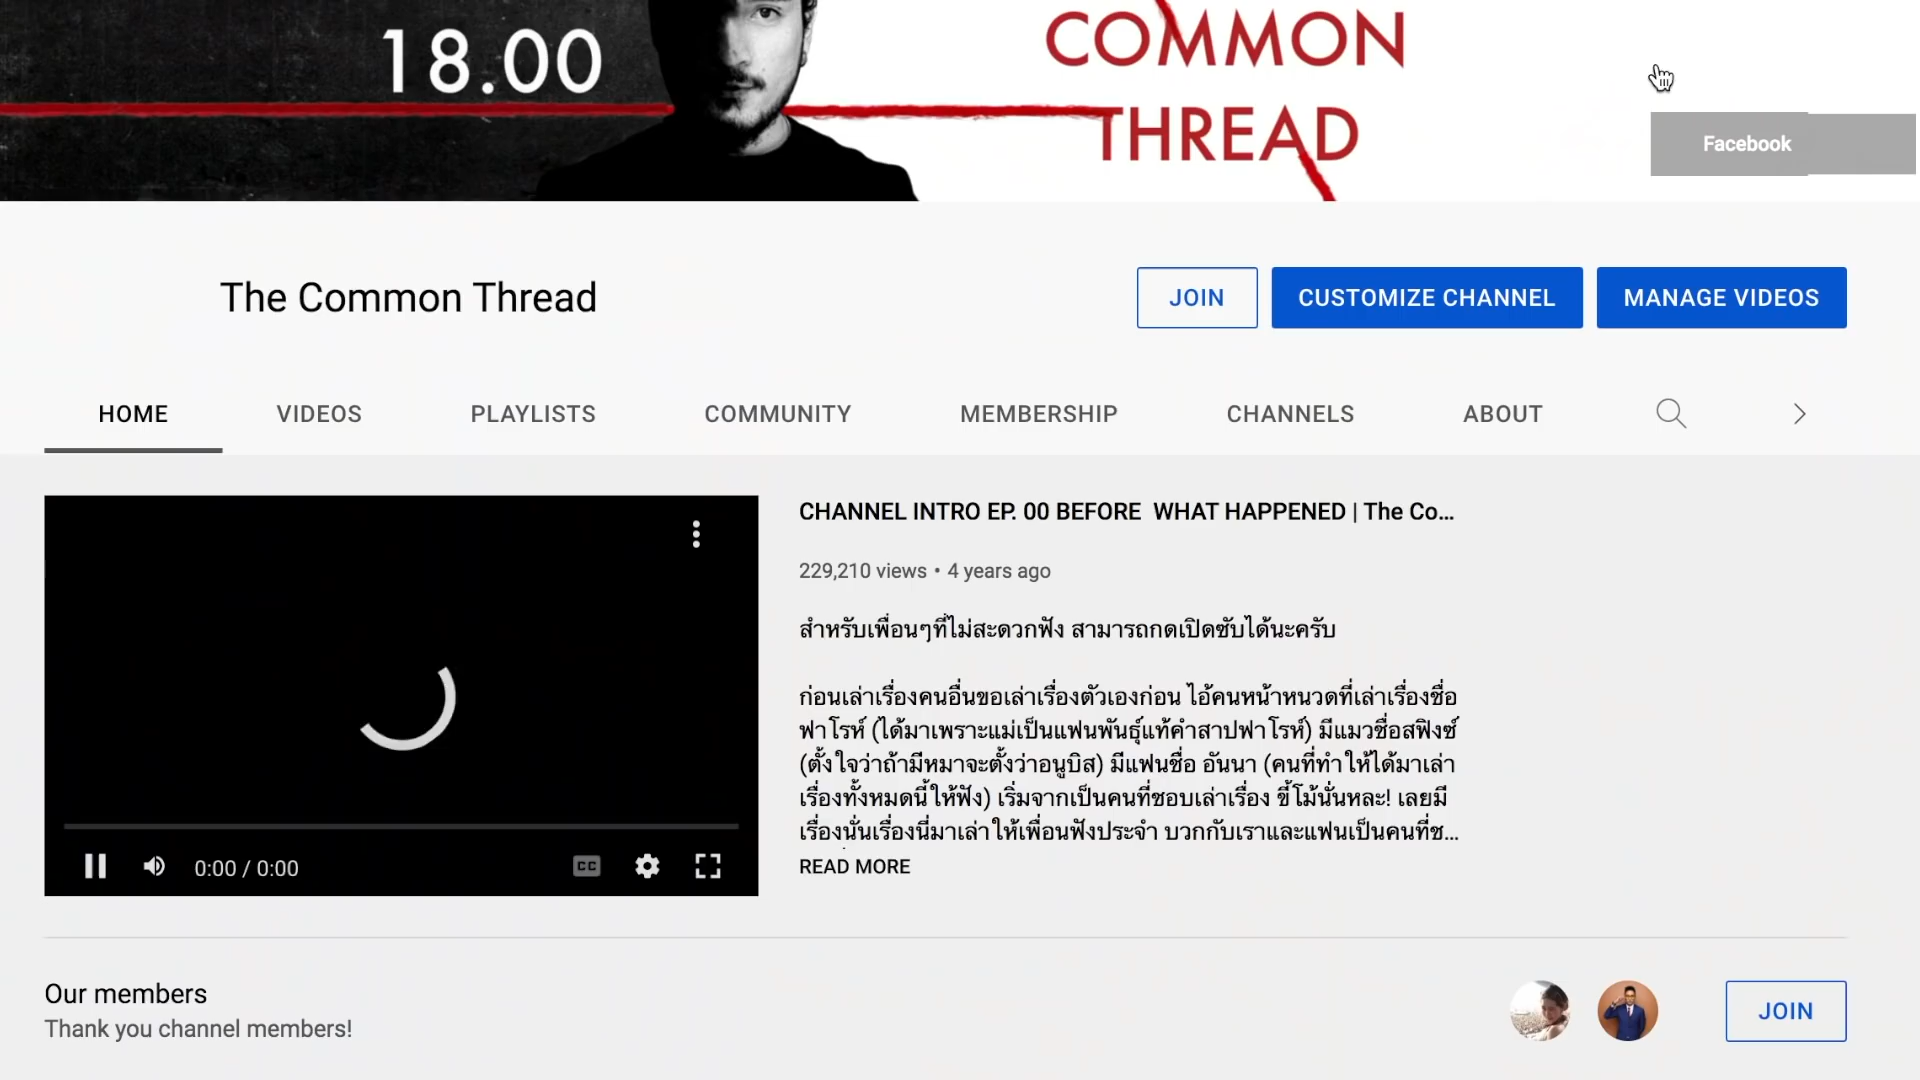 18.00
COMMON
THREAD
Facebook
The Common Thread
JOIN
CUSTOMIZE CHANNEL
MANAGE VIDEOS
HOME
VIDEOS
PLAYLISTS
COMMUNITY
MEMBERSHIP
CHANNELS
ABOUT
CHANNEL INTRO EP. 00 BEFORE  WHAT HAPPENED | The Co...
229,210 views • 4 years ago
สำหรับเพื่อนๆที่ไม่สะดวกฟัง สามารถกดเปิดซับได้นะครับ
ก่อนเล่าเรื่องคนอื่นขอเล่าเรื่องตัวเองก่อน ไอ้คนหน้าหนวดที่เล่าเรื่องชื่อ
ฟาโรห์ (ได้มาเพราะแม่เป็นแฟนพันธุ์แท้คำสาปฟาโรห์) มีแมวชื่อสฟิงซ์
(ตั้งใจว่าถ้ามีหมาจะตั้งว่าอนูบิส) มีแฟนชื่อ อันนา (คนที่ทำให้ได้มาเล่า
เรื่องทั้งหมดนี้ให้ฟัง) เริ่มจากเป็นคนที่ชอบเล่าเรื่อง ขี้โม้นั่นหละ! เลยมี
เรื่องนั่นเรื่องนี่มาเล่าให้เพื่อนฟังประจำ บวกกับเราและแฟนเป็นคนที่ช...
READ MORE
CC
0:00 / 0:00
Our members
Thank you channel members!
JOIN